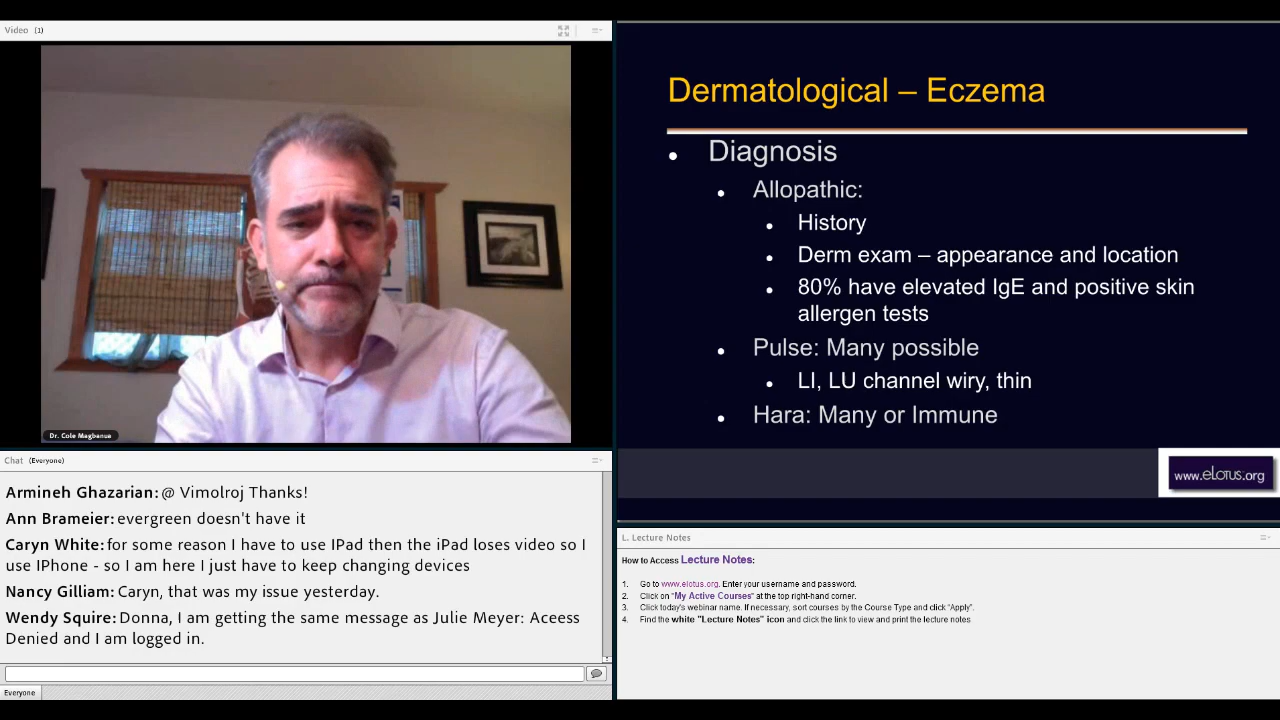 Video (1)
Dr. Cole Magbanua
Chat (Everyone)
Armineh Ghazarian: @ Vimolroj Thanks!
Ann Brameier: evergreen doesn't have it
Caryn White: for some reason I have to use IPad then the iPad loses video so I
use IPhone - so I am here I just have to keep changing devices
Nancy Gilliam: Caryn, that was my issue yesterday.
Wendy Squire: Donna, I am getting the same message as Julie Meyer: Aceess
Denied and I am logged in.
Everyone
Dermatological – Eczema
• Diagnosis
• Allopathic:
• History
• Derm exam – appearance and location
• 80% have elevated IgE and positive skin
allergen tests
• Pulse: Many possible
• LI, LU channel wiry, thin
• Hara: Many or Immune
www.eLotus.org
L. Lecture Notes
How to Access Lecture Notes:
1. Go to www.elotus.org. Enter your username and password.
2. Click on "My Active Courses" at the top right-hand corner.
3. Click today's webinar name. If necessary, sort courses by the Course Type and click "Apply".
4. Find the white "Lecture Notes" icon and click the link to view and print the lecture notes